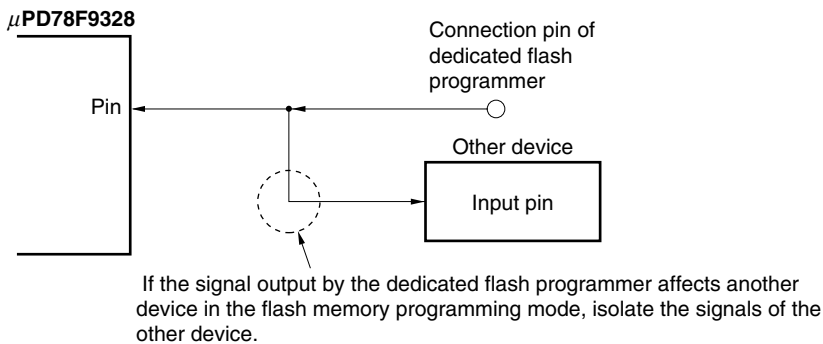 μPD78F9328
Connection pin of
dedicated flash
programmer
Pin
Other device
Input pin
If the signal output by the dedicated flash programmer affects another
device in the flash memory programming mode, isolate the signals of the
other device.